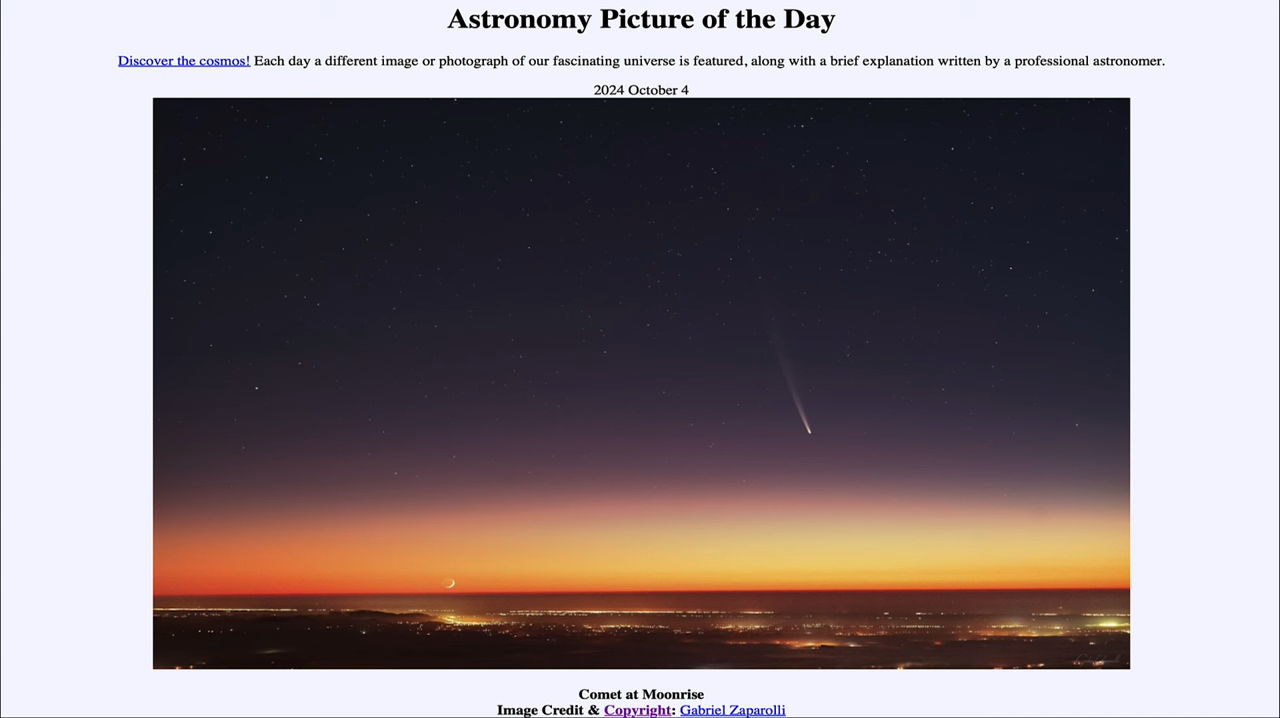 Astronomy Picture of the Day
Discover the cosmos! Each day a different image or photograph of our fascinating universe is featured, along with a brief explanation written by a professional astronomer.
2024 October 4
Comet at Moonrise
Image Credit & Copyright: Gabriel Zaparolli